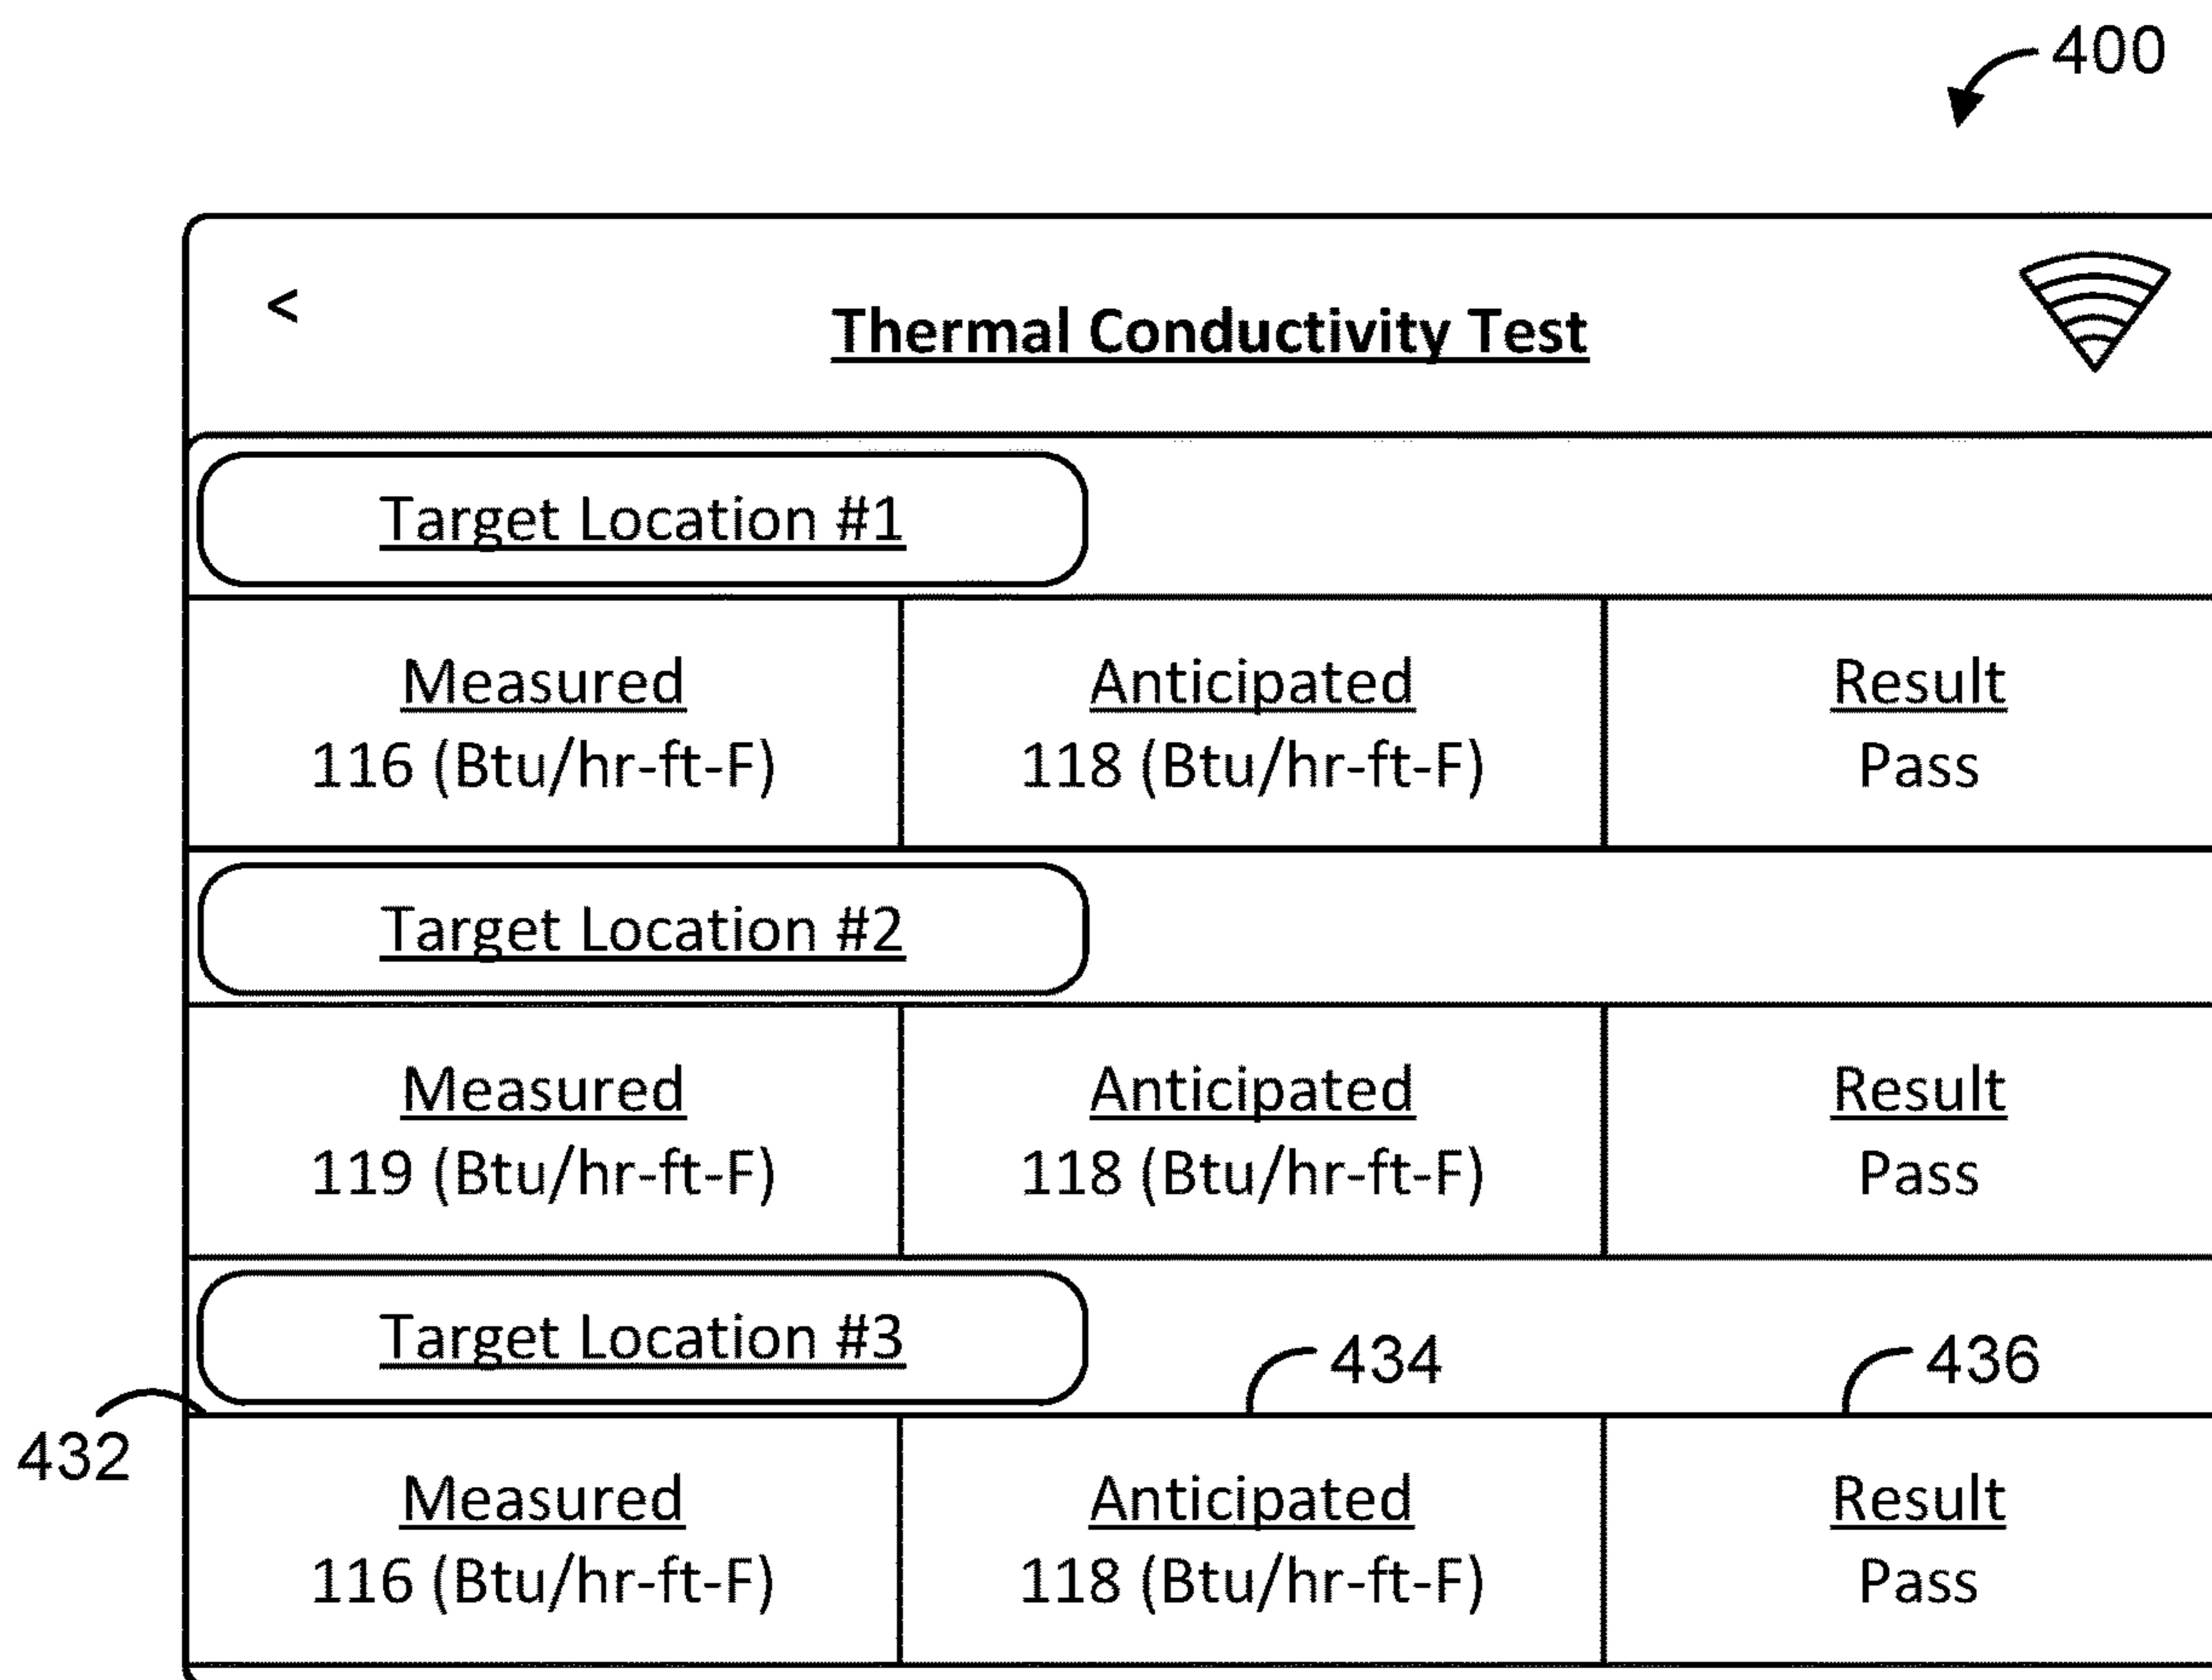 400
<
Thermal Conductivity Test
Target Location #1
Measured
116 (Btu/hr-ft-F)
Anticipated
118 (Btu/hr-ft-F)
Result
Pass
Target Location #2
Measured
119 (Btu/hr-ft-F)
Anticipated
118 (Btu/hr-ft-F)
Result
Pass
Target Location #3
434
436
432
Measured
116 (Btu/hr-ft-F)
Anticipated
118 (Btu/hr-ft-F)
Result
Pass